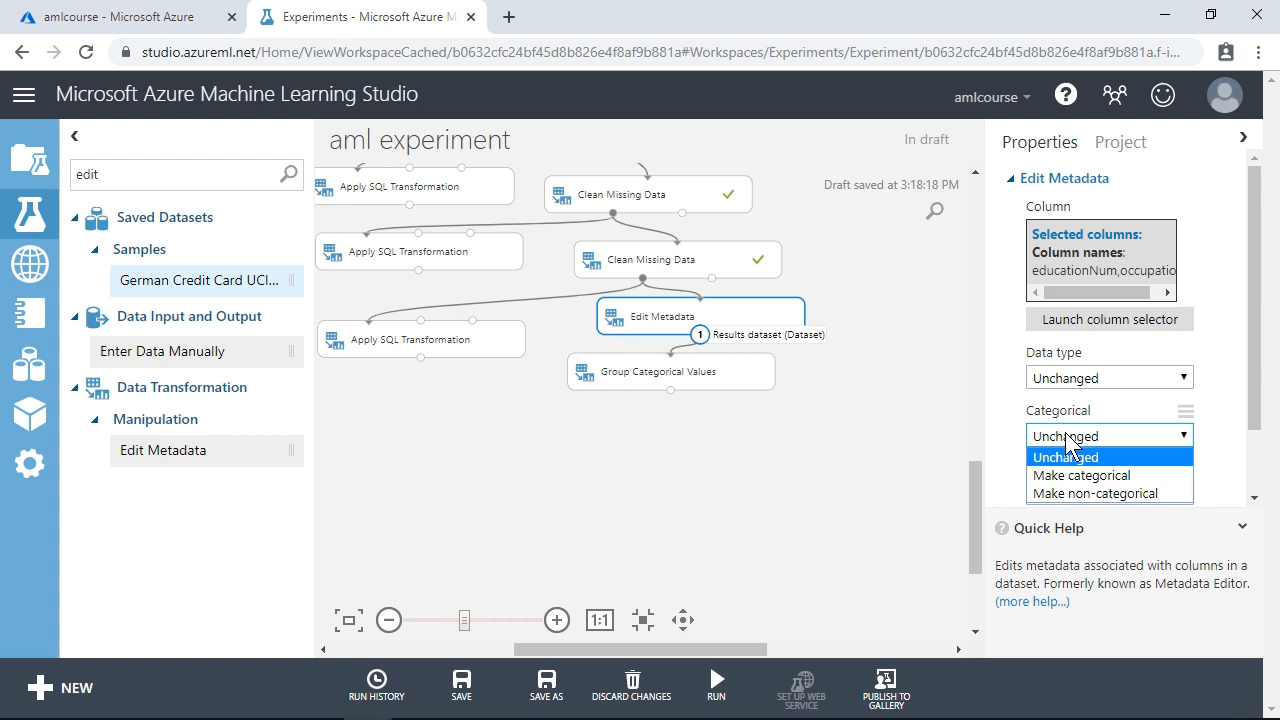 amlcourse - Microsoft Azure
Experiments - Microsoft Azure M
studio.azureml.net/Home/ViewWorkspaceCached/b0632cfc24bf45d8b826e4f8af9b881a#Workspaces/Experiments/Experiment/b0632cfc24bf45d8b826e4f8af9b881a.f-i...
Microsoft Azure Machine Learning Studio
amlcourse
edit
Saved Datasets
Samples
German Credit Card UCI...
Data Input and Output
Enter Data Manually
Data Transformation
Manipulation
Edit Metadata
aml experiment
In draft
Draft saved at 3:18:18 PM
Apply SQL Transformation
Clean Missing Data
Apply SQL Transformation
Clean Missing Data
Edit Metadata
1 Results dataset (Dataset)
Apply SQL Transformation
Group Categorical Values
1:1
Properties Project
Edit Metadata
Column
Selected columns:
Column names:
educationNum,occupatio
Launch column selector
Data type
Unchanged
Categorical
Unchanged
Unchanged
Make categorical
Make non-categorical
? Quick Help
Edits metadata associated with columns in a
dataset. Formerly known as Metadata Editor.
(more help...)
NEW
RUN HISTORY
SAVE
SAVE AS
DISCARD CHANGES
RUN
SET UP WEB
SERVICE
PUBLISH TO
GALLERY